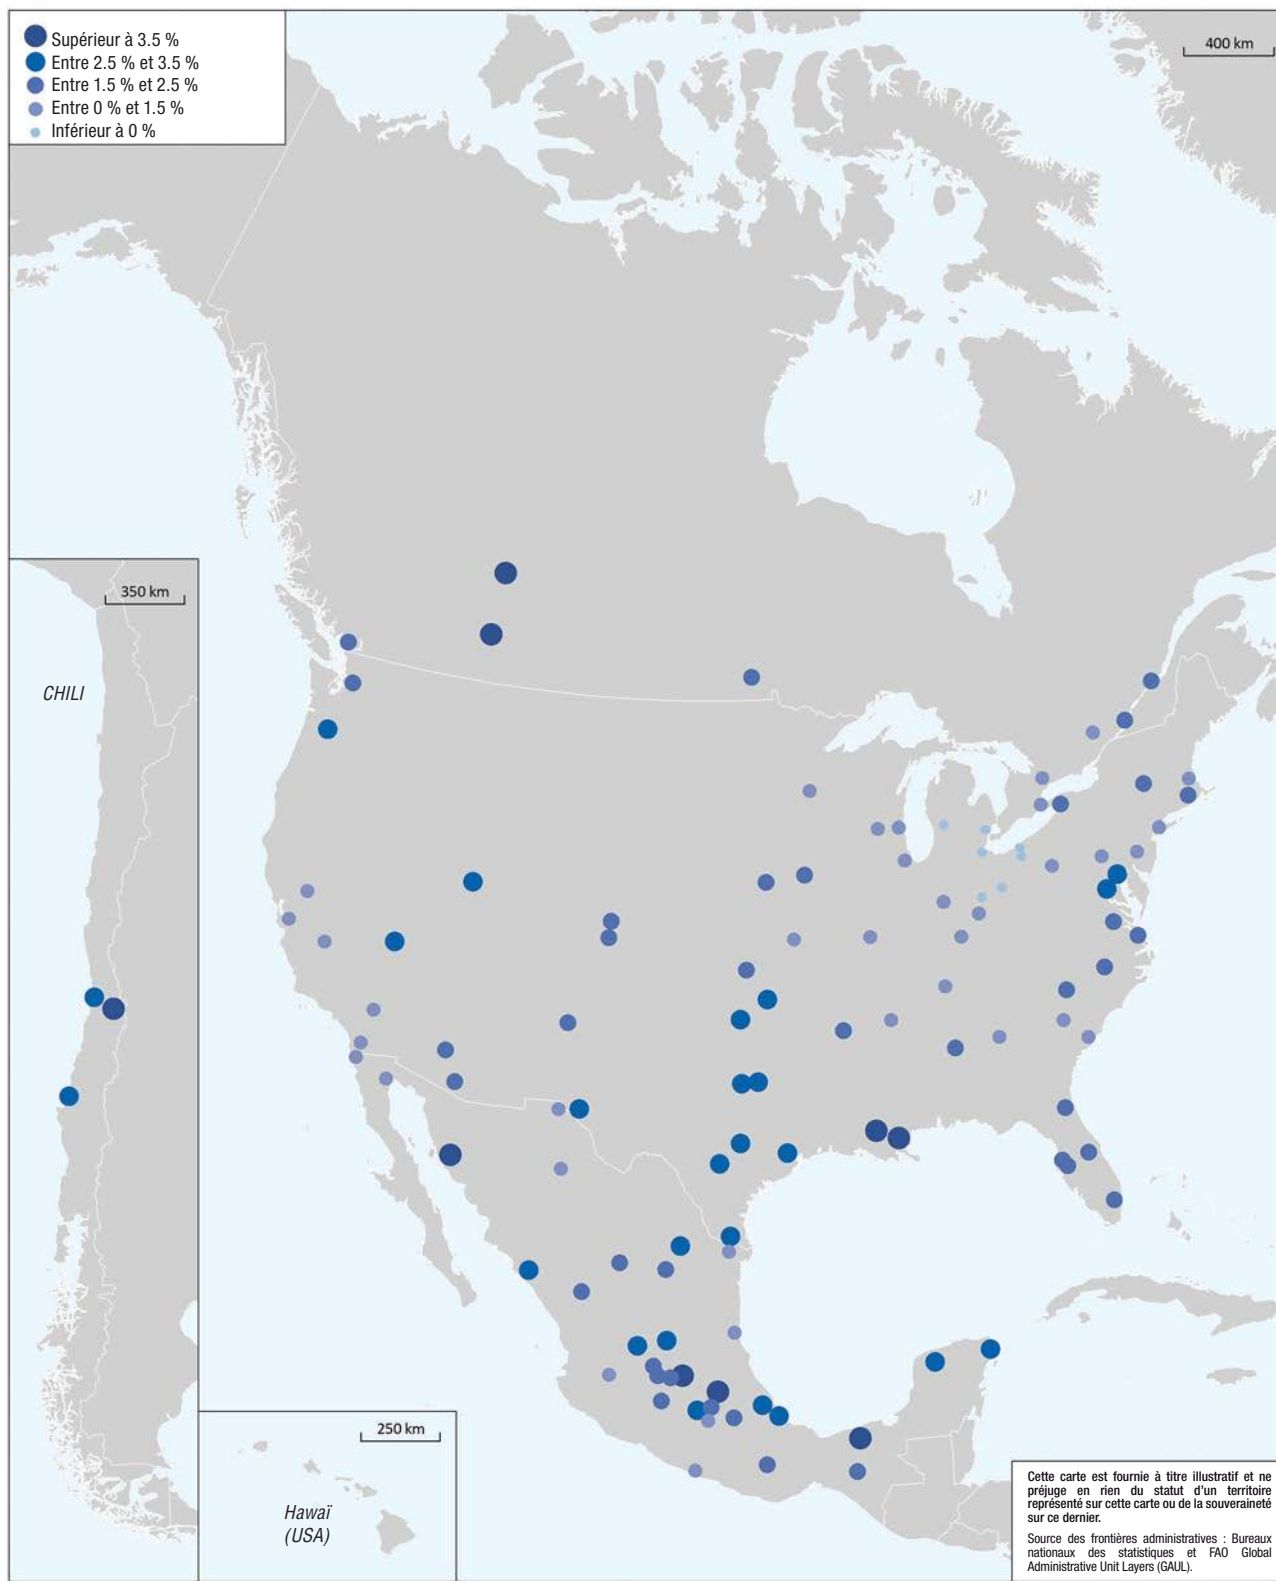 Supérieur à 3.5 %
Entre 2.5 % et 3.5 %
Entre 1.5 % et 2.5 %
Entre 0 % et 1.5 %
Inférieur à 0 %
400 km
350 km
CHILI
250 km
Hawaï
(USA)
Cette carte est fournie à titre illustratif et ne
préjuge en rien du statut d'un territoire
représenté sur cette carte ou de la souveraineté
sur ce dernier.
Source des frontières administratives : Bureaux
nationaux des statistiques et FAO Global
Administrative Unit Layers (GAUL).